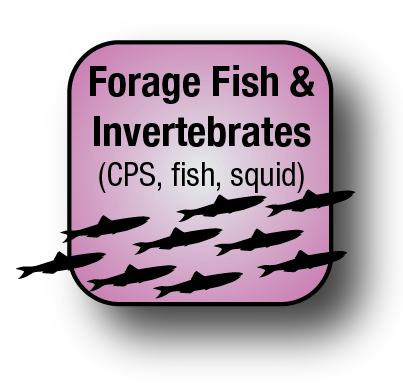 Forage Fish &
Invertebrates
(CPS, fish, squid)